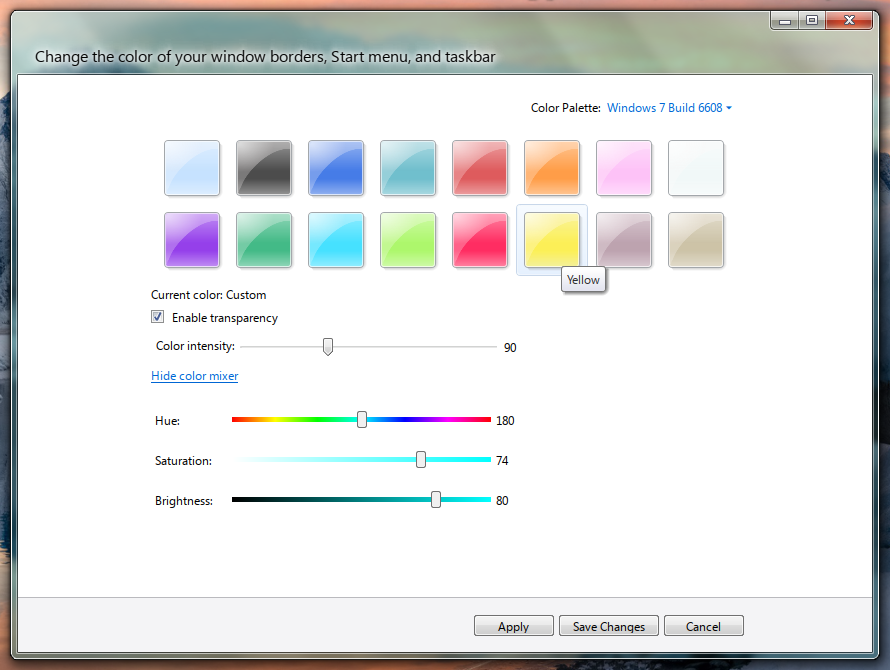 Change the color of your window borders, Start menu, and taskbar
Color Palette: Windows 7 Build 6608
Yellow
Current color: Custom
Enable transparency
Color intensity: 90
Hide color mixer
Hue: 180
Saturation: 74
Brightness: 80
Apply Save Changes Cancel